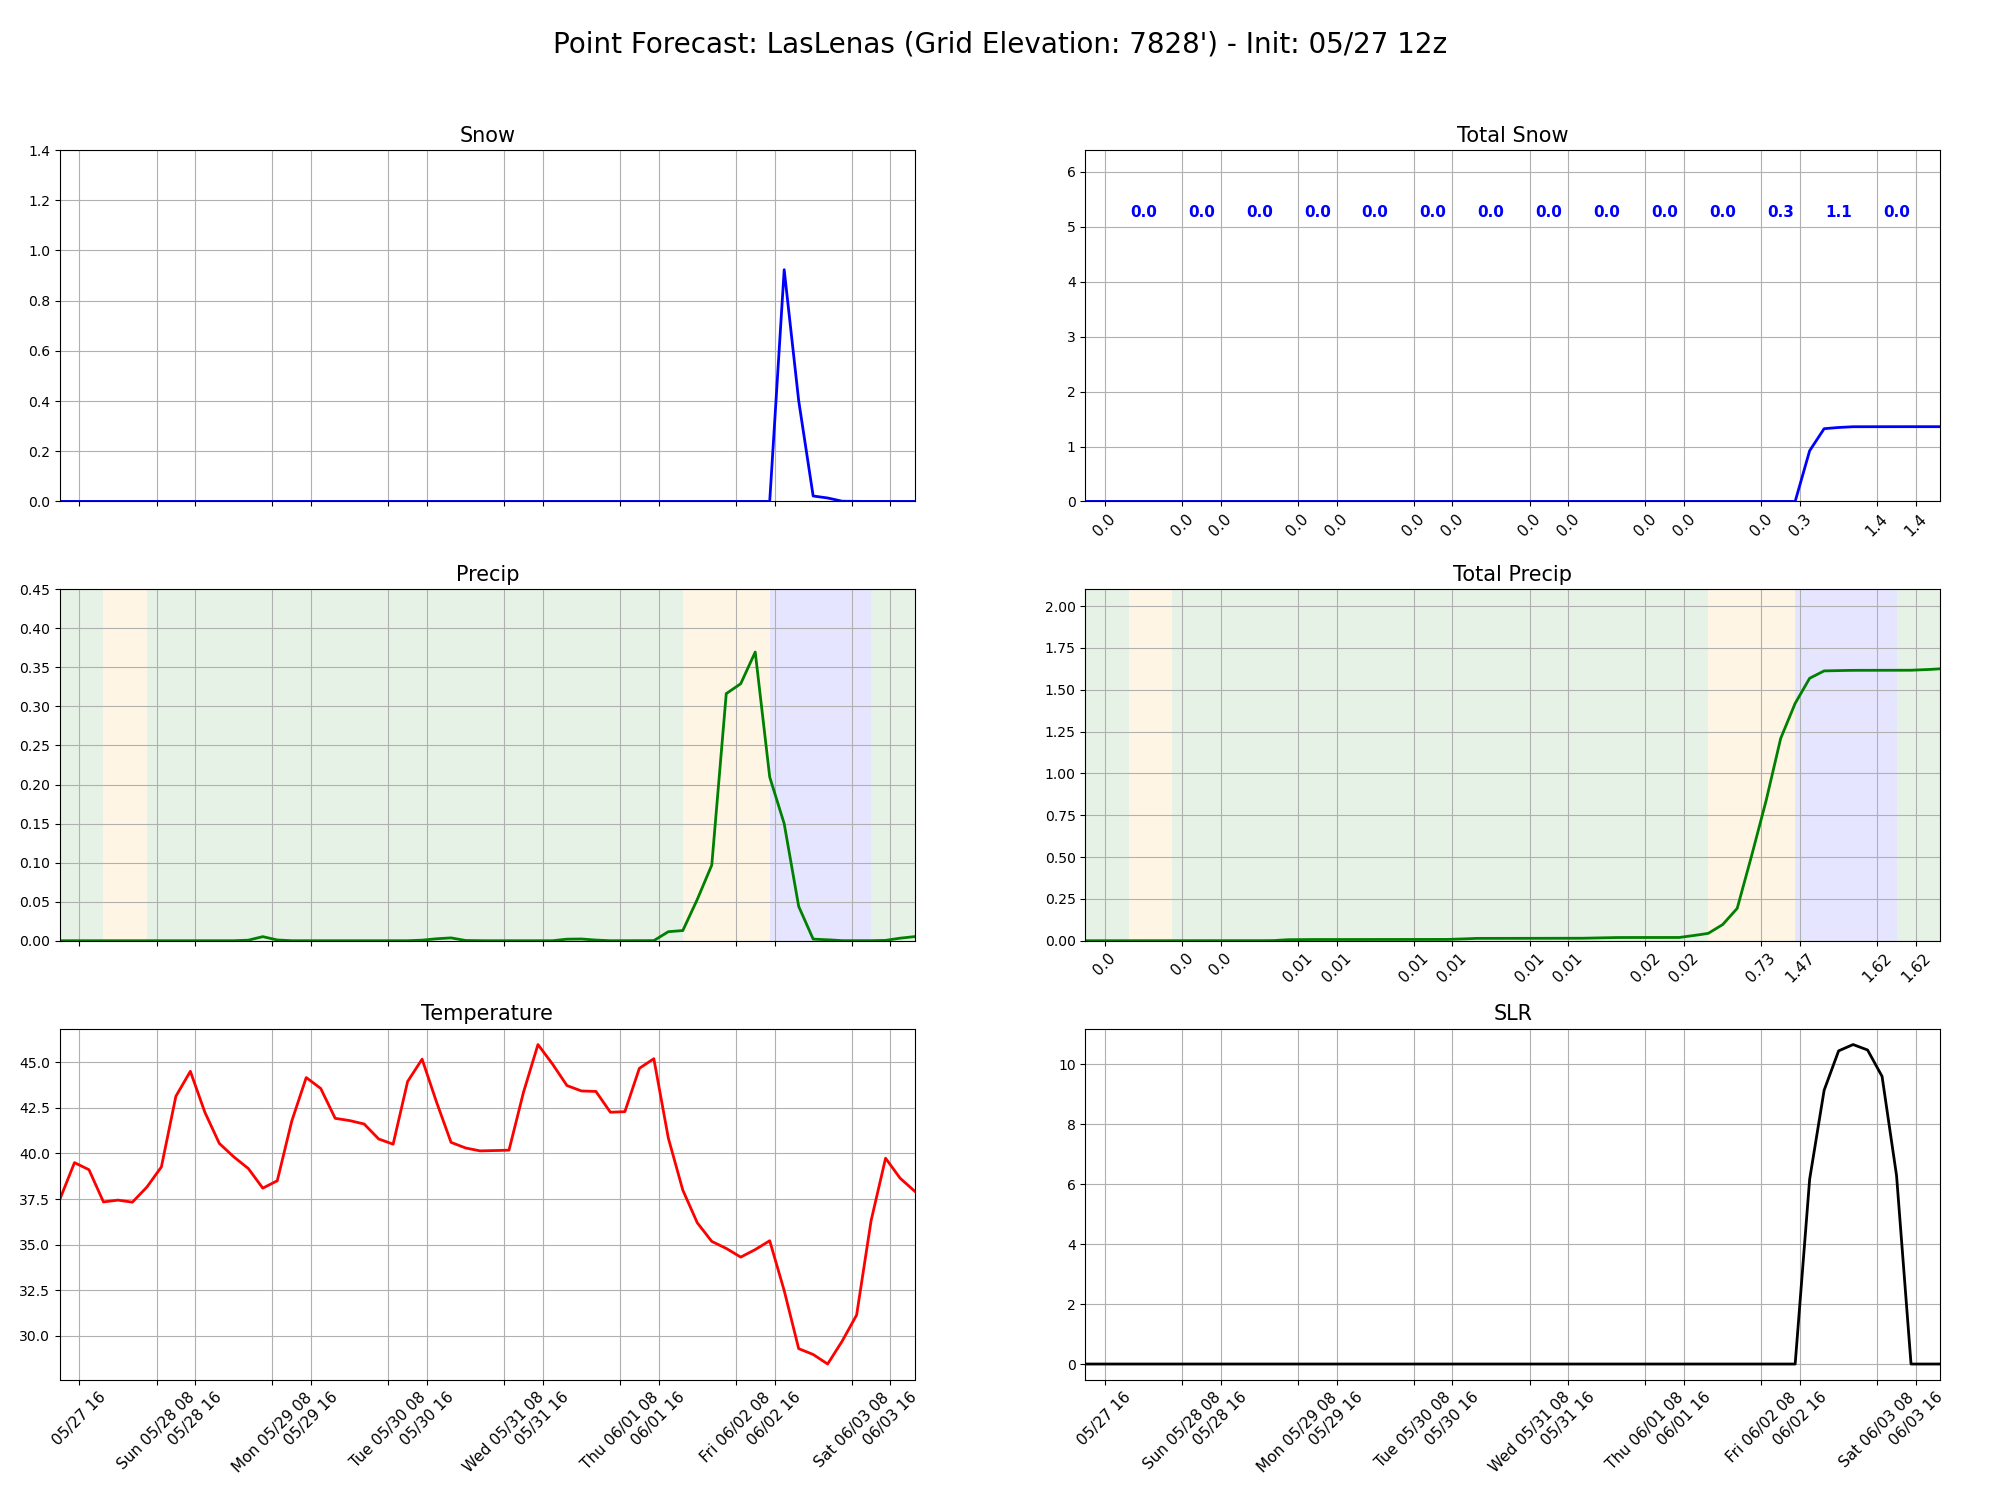 Point Forecast: LasLenas (Grid Elevation: 7828') - Init: 05/27 12z
Snow
1.4
1.2
1.0
0.8
0.6
0.4
0.2
0.0
Total Snow
6
5
4
3
2
1
0
0.0 0.0 0.0 0.0 0.0 0.0 0.0 0.0 0.0 0.0 0.0 0.3 1.1 0.0
0.0 0.0 0.0 0.0 0.0 0.0 0.0 0.0 0.0 0.0 0.0 0.0 0.3 1.4 1.4
Precip
0.45
0.40
0.35
0.30
0.25
0.20
0.15
0.10
0.05
0.00
Total Precip
2.00
1.75
1.50
1.25
1.00
0.75
0.50
0.25
0.00
0.0 0.0 0.0 0.01 0.01 0.01 0.01 0.01 0.01 0.02 0.02 0.73 1.47 1.62 1.62
Temperature
45.0
42.5
40.0
37.5
35.0
32.5
30.0
05/27 16
Sun 05/28 08
05/28 16
Mon 05/29 08
05/29 16
Tue 05/30 08
05/30 16
Wed 05/31 08
05/31 16
Thu 06/01 08
06/01 16
Fri 06/02 08
06/02 16
Sat 06/03 08
06/03 16
SLR
10
8
6
4
2
0
05/27 16
Sun 05/28 08
05/28 16
Mon 05/29 08
05/29 16
Tue 05/30 08
05/30 16
Wed 05/31 08
05/31 16
Thu 06/01 08
06/01 16
Fri 06/02 08
06/02 16
Sat 06/03 08
06/03 16